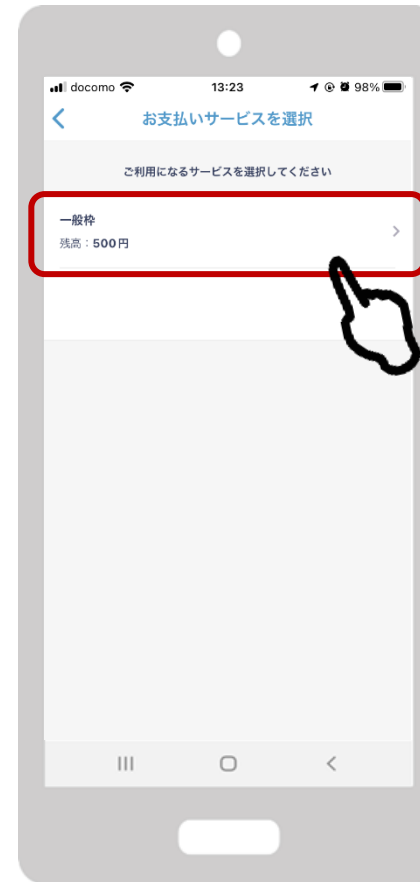 docomo 13:23 98%
お支払いサービスを選択
ご利用になるサービスを選択してください
一般枠
残高：500円